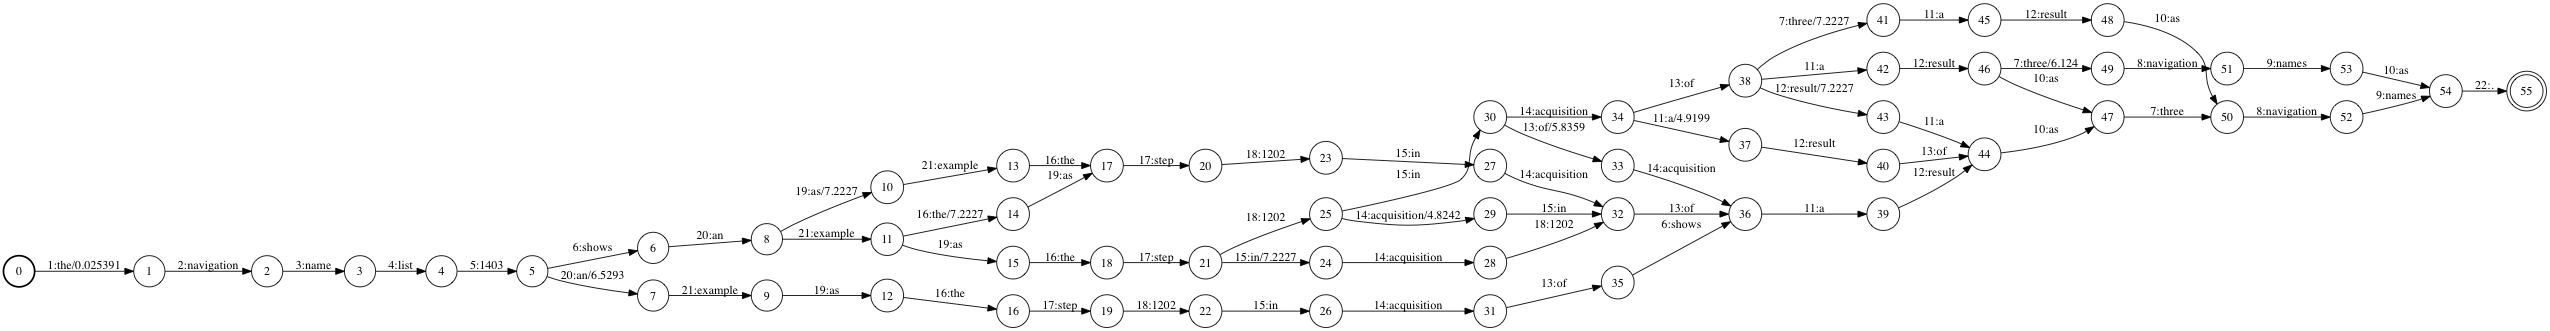 0 1:the/0.025391 1 2:navigation 2 3:name 3 4:list 4 5:1403 5
6:shows 6 20:an 8
20:an/6.5293 7 21:example 9 19:as 12 16:the 16 17:step 19 18:1202 22 15:in 26 14:acquisition 31 13:of 35 6:shows 36
19:as/7.2227 10 21:example 13 16:the 17 17:step 20 18:1202 23 15:in 27 14:acquisition 32
21:example 11 16:the/7.2227 14 19:as
19:as 15 16:the 18 17:step 21
18:1202 25 15:in 30
14:acquisition/4.8242 29 15:in
15:in/7.2227 24 14:acquisition 28 18:1202
13:of
14:acquisition 34 13:of 38
13:of/5.8359 33 14:acquisition
11:a/4.9199 37 12:result 40 13:of 44
11:a 39 12:result
7:three/7.2227 41 11:a 45 12:result 48 10:as
11:a 42 12:result 46 7:three/6.124 49 8:navigation 51 9:names 53 10:as 54 22:. 55
12:result/7.2227 43 11:a
10:as
10:as 47 7:three 50 8:navigation 52 9:names